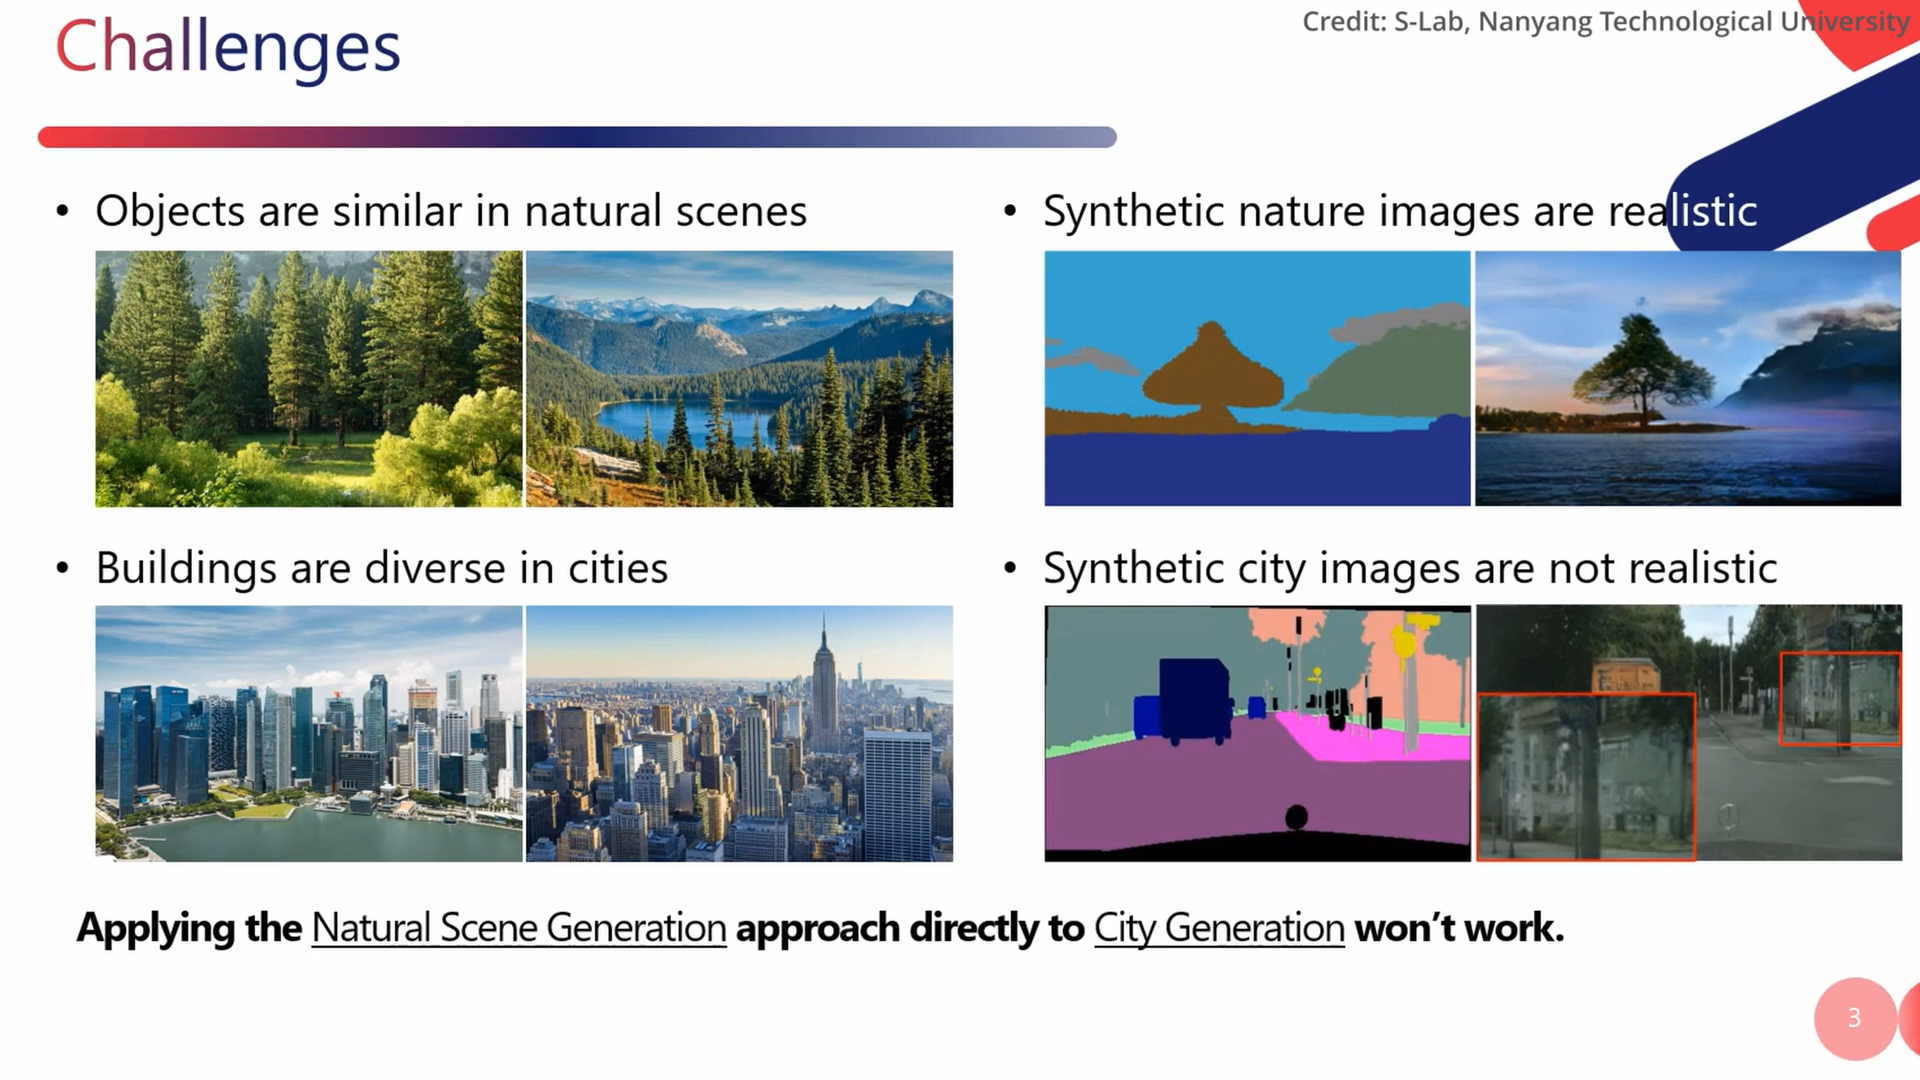 Challenges
Credit: S-Lab, Nanyang Technological University
• Objects are similar in natural scenes
• Synthetic nature images are realistic
• Buildings are diverse in cities
• Synthetic city images are not realistic
Applying the Natural Scene Generation approach directly to City Generation won’t work.
3